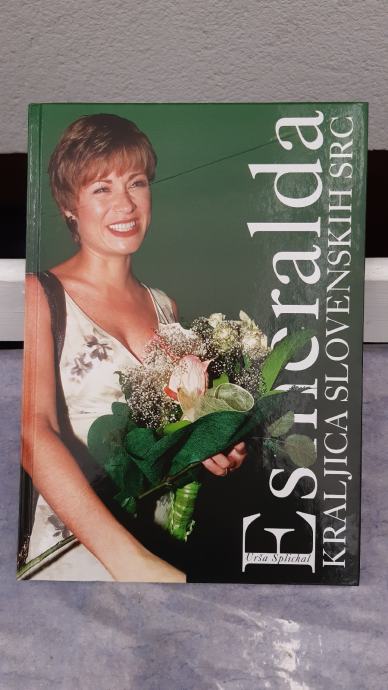 Esmeralda
KRALJICA SLOVENSKIH SRC
Urša Splichal